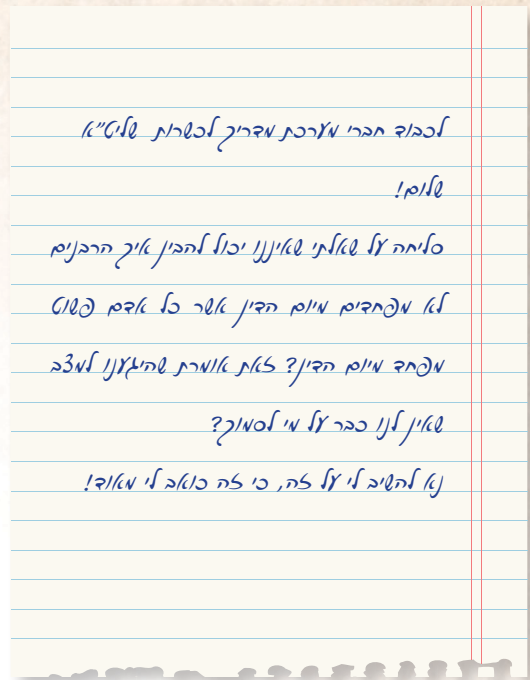 לכבוד חברי מערכת מדריך לכשרות שליט"א
שלום!
סליחה על שאלתי שאינני יכול להבין איך הרבנים
לא מפחדים מיום הדין אשר כל אדם פשוט
מפחד מיום הדין? זאת אומרת שהיגענו למצב
שאין לנו כבר על מי לסמוך?
נא להשיב לי על זה, כי זה כואב לי מאוד!